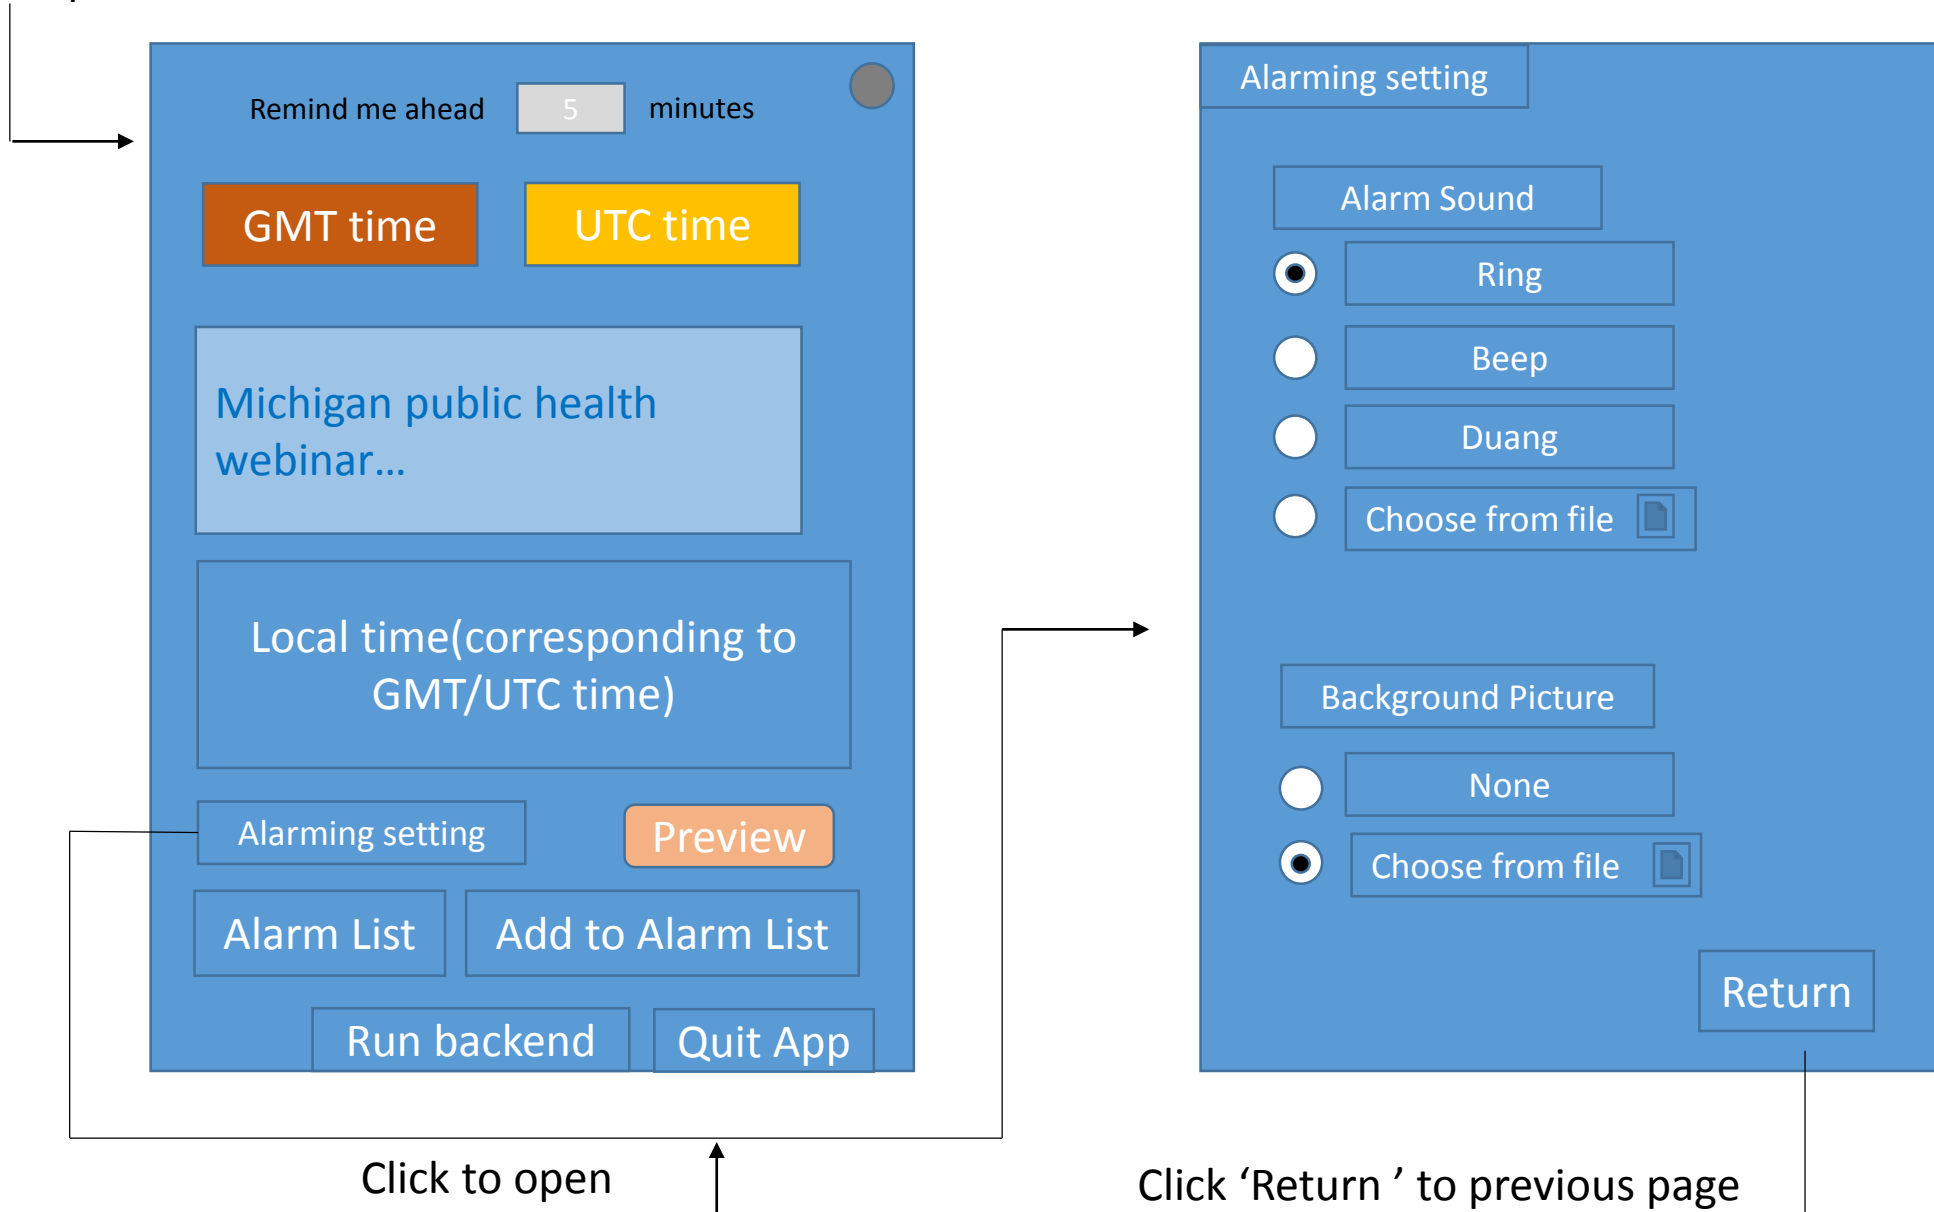 Remind me ahead 5 minutes
GMT time
UTC time
Michigan public health
webinar...
Local time(corresponding to
GMT/UTC time)
Alarming setting
Preview
Alarm List
Add to Alarm List
Run backend
Quit App
Click to open
Alarming setting
Alarm Sound
Ring
Beep
Duang
Choose from file
Background Picture
None
Choose from file
Return
Click ‘Return ’ to previous page